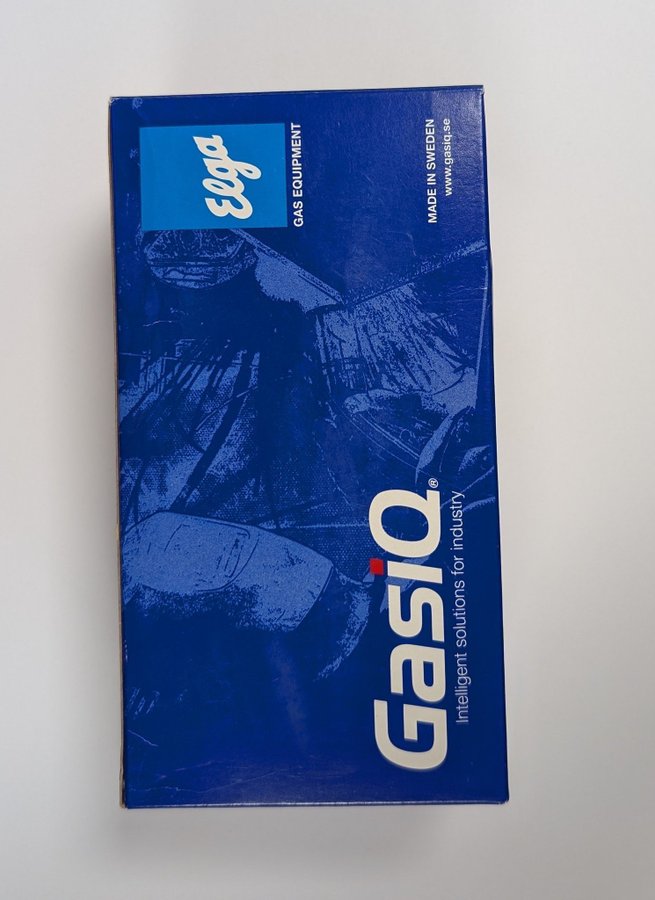 Elga
GAS EQUIPMENT
MADE IN SWEDEN
www.gasiq.se
GasiQ®
Intelligent solutions for industry